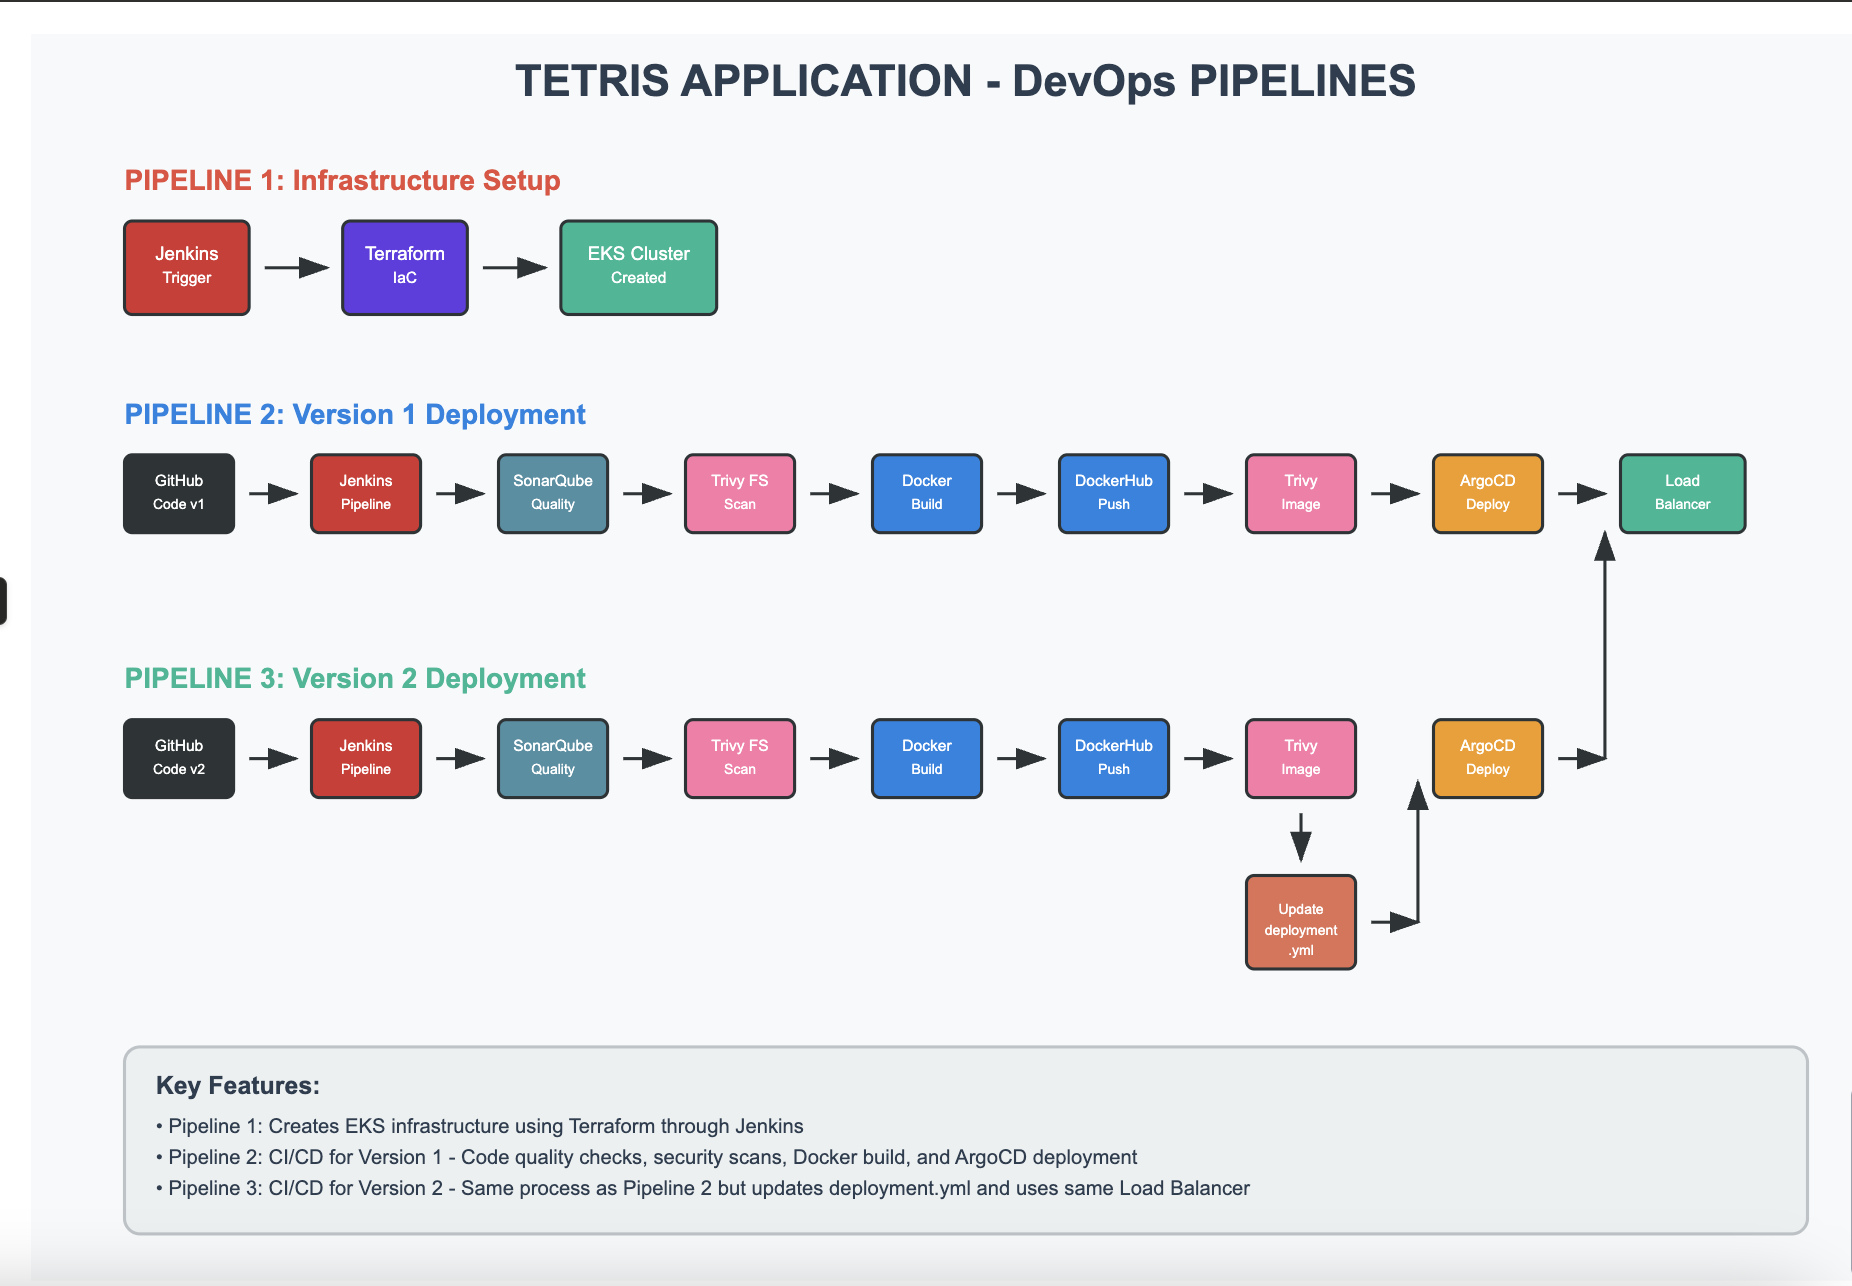 TETRIS APPLICATION - DevOps PIPELINES
PIPELINE 1: Infrastructure Setup
Jenkins
Trigger
Terraform
IaC
EKS Cluster
Created
PIPELINE 2: Version 1 Deployment
GitHub
Code v1
Jenkins
Pipeline
SonarQube
Quality
Trivy FS
Scan
Docker
Build
DockerHub
Push
Trivy
Image
ArgoCD
Deploy
Load
Balancer
PIPELINE 3: Version 2 Deployment
GitHub
Code v2
Jenkins
Pipeline
SonarQube
Quality
Trivy FS
Scan
Docker
Build
DockerHub
Push
Trivy
Image
ArgoCD
Deploy
Update
deployment
.yml
Key Features:
• Pipeline 1: Creates EKS infrastructure using Terraform through Jenkins
• Pipeline 2: CI/CD for Version 1 - Code quality checks, security scans, Docker build, and ArgoCD deployment
• Pipeline 3: CI/CD for Version 2 - Same process as Pipeline 2 but updates deployment.yml and uses same Load Balancer